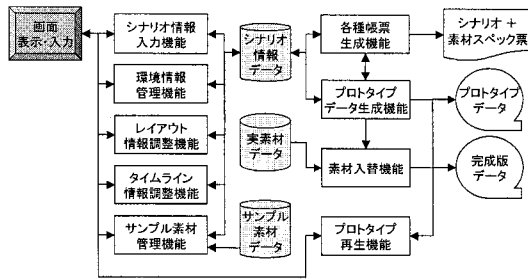 画面
表示・入力
シナリオ情報
入力機能
環境情報
管理機能
レイアウト
情報調整機能
タイムライン
情報調整機能
サンプル素材
管理機能
シナリオ
情報
データ
実素材
データ
サンプル
素材
データ
各種帳票
生成機能
プロトタイプ
データ生成機能
素材入替機能
プロトタイプ
再生機能
シナリオ +
素材スペック票
プロトタイプ
データ
完成版
データ